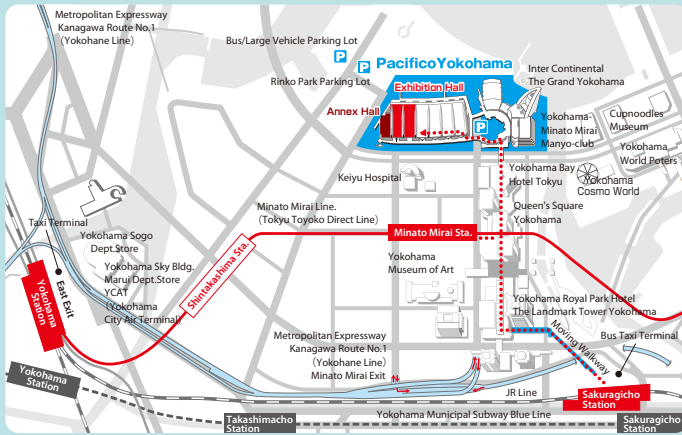 Metropolitan Expressway
Kanagawa Route No.1
(Yokohane Line)
Bus/Large Vehicle Parking Lot
P
P
PacificoYokohama
Rinko Park Parking Lot
Exhibition Hall
Annex Hall
P
Inter Continental
The Grand Yokohama
Yokohama-
Minato Mirai
Manyo-club
Cupnoodles
Museum
Yokohama
World Poters
Keiyu Hospital
Yokohama Bay
Hotel Tokyu
Yokohama
Cosmo World
Minato Mirai Line.
(Tokyu Toyoko Direct Line)
Queen's Square
Yokohama
Taxi Terminal
Yokohama Sogo
Dept.Store
Shintakashima Sta.
Minato Mirai Sta.
East Exit
Yokohama Sky Bldg.
Marui Dept.Store
YCAT
(Yokohama
City Air Terminal)
Yokohama
Museum of Art
Yokohama
Station
Yokohama Royal Park Hotel
The Landmark Tower Yokohama
Metropolitan Expressway
Kanagawa Route No.1
(Yokohane Line)
Minato Mirai Exit
Moving Walkway
Bus Taxi Terminal
Yokohama
Station
JR Line
Sakuragicho
Station
Takashimacho
Station
Yokohama Municipal Subway Blue Line
Sakuragicho
Station